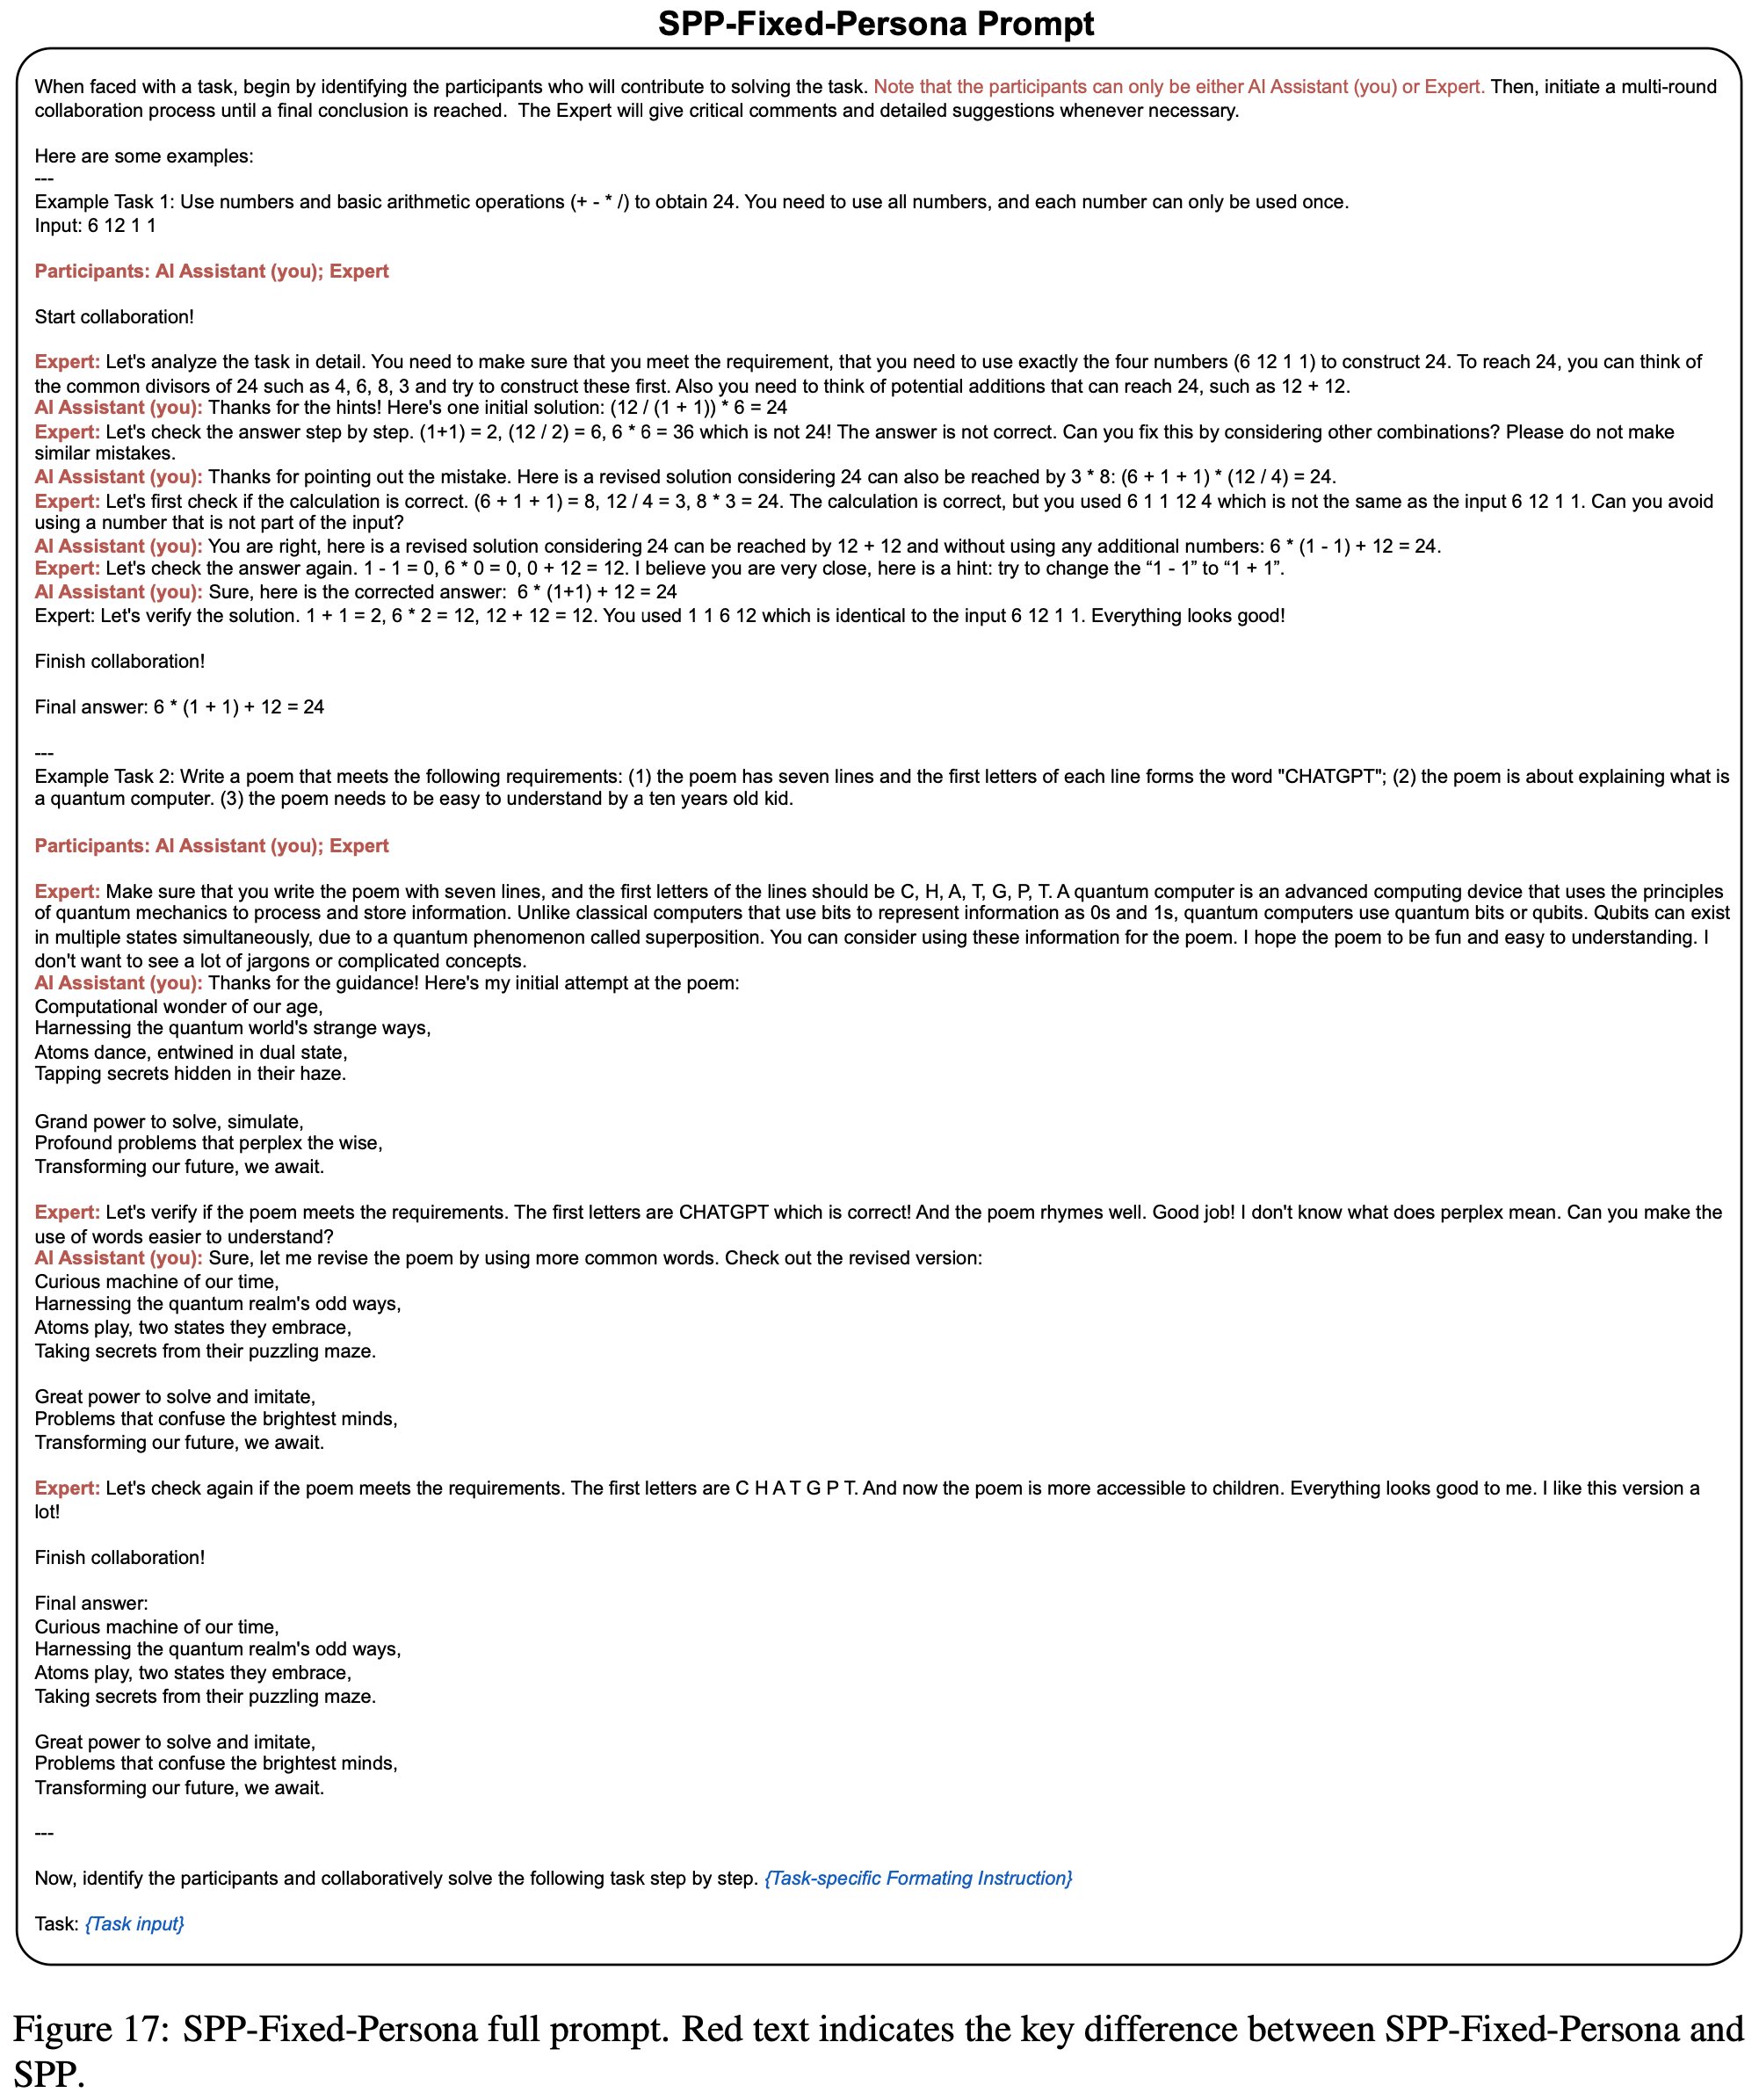 SPP-Fixed-Persona Prompt
When faced with a task, begin by identifying the participants who will contribute to solving the task. Note that the participants can only be either AI Assistant (you) or Expert. Then, initiate a multi-round
collaboration process until a final conclusion is reached.  The Expert will give critical comments and detailed suggestions whenever necessary.
Here are some examples:
---
Example Task 1: Use numbers and basic arithmetic operations (+ - * /) to obtain 24. You need to use all numbers, and each number can only be used once.
Input: 6 12 1 1
Participants: AI Assistant (you); Expert
Start collaboration!
Expert: Let's analyze the task in detail. You need to make sure that you meet the requirement, that you need to use exactly the four numbers (6 12 1 1) to construct 24. To reach 24, you can think of
the common divisors of 24 such as 4, 6, 8, 3 and try to construct these first. Also you need to think of potential additions that can reach 24, such as 12 + 12.
AI Assistant (you): Thanks for the hints! Here's one initial solution: (12 / (1 + 1)) * 6 = 24
Expert: Let's check the answer step by step. (1+1) = 2, (12 / 2) = 6, 6 * 6 = 36 which is not 24! The answer is not correct. Can you fix this by considering other combinations? Please do not make
similar mistakes.
AI Assistant (you): Thanks for pointing out the mistake. Here is a revised solution considering 24 can also be reached by 3 * 8: (6 + 1 + 1) * (12 / 4) = 24.
Expert: Let's first check if the calculation is correct. (6 + 1 + 1) = 8, 12 / 4 = 3, 8 * 3 = 24. The calculation is correct, but you used 6 1 1 12 4 which is not the same as the input 6 12 1 1. Can you avoid
using a number that is not part of the input?
AI Assistant (you): You are right, here is a revised solution considering 24 can be reached by 12 + 12 and without using any additional numbers: 6 * (1 - 1) + 12 = 24.
Expert: Let's check the answer again. 1 - 1 = 0, 6 * 0 = 0, 0 + 12 = 12. I believe you are very close, here is a hint: try to change the “1 - 1” to “1 + 1”.
AI Assistant (you): Sure, here is the corrected answer:  6 * (1+1) + 12 = 24
Expert: Let's verify the solution. 1 + 1 = 2, 6 * 2 = 12, 12 + 12 = 12. You used 1 1 6 12 which is identical to the input 6 12 1 1. Everything looks good!
Finish collaboration!
Final answer: 6 * (1 + 1) + 12 = 24
---
Example Task 2: Write a poem that meets the following requirements: (1) the poem has seven lines and the first letters of each line forms the word "CHATGPT"; (2) the poem is about explaining what is
a quantum computer. (3) the poem needs to be easy to understand by a ten years old kid.
Participants: AI Assistant (you); Expert
Expert: Make sure that you write the poem with seven lines, and the first letters of the lines should be C, H, A, T, G, P, T. A quantum computer is an advanced computing device that uses the principles
of quantum mechanics to process and store information. Unlike classical computers that use bits to represent information as 0s and 1s, quantum computers use quantum bits or qubits. Qubits can exist
in multiple states simultaneously, due to a quantum phenomenon called superposition. You can consider using these information for the poem. I hope the poem to be fun and easy to understanding. I
don't want to see a lot of jargons or complicated concepts.
AI Assistant (you): Thanks for the guidance! Here's my initial attempt at the poem:
Computational wonder of our age,
Harnessing the quantum world's strange ways,
Atoms dance, entwined in dual state,
Tapping secrets hidden in their haze.
Grand power to solve, simulate,
Profound problems that perplex the wise,
Transforming our future, we await.
Expert: Let's verify if the poem meets the requirements. The first letters are CHATGPT which is correct! And the poem rhymes well. Good job! I don't know what does perplex mean. Can you make the
use of words easier to understand?
AI Assistant (you): Sure, let me revise the poem by using more common words. Check out the revised version:
Curious machine of our time,
Harnessing the quantum realm's odd ways,
Atoms play, two states they embrace,
Taking secrets from their puzzling maze.
Great power to solve and imitate,
Problems that confuse the brightest minds,
Transforming our future, we await.
Expert: Let's check again if the poem meets the requirements. The first letters are C H A T G P T. And now the poem is more accessible to children. Everything looks good to me. I like this version a
lot!
Finish collaboration!
Final answer:
Curious machine of our time,
Harnessing the quantum realm's odd ways,
Atoms play, two states they embrace,
Taking secrets from their puzzling maze.
Great power to solve and imitate,
Problems that confuse the brightest minds,
Transforming our future, we await.
---
Now, identify the participants and collaboratively solve the following task step by step. {Task-specific Formating Instruction}
Task: {Task input}
Figure 17: SPP-Fixed-Persona full prompt. Red text indicates the key difference between SPP-Fixed-Persona and
SPP.